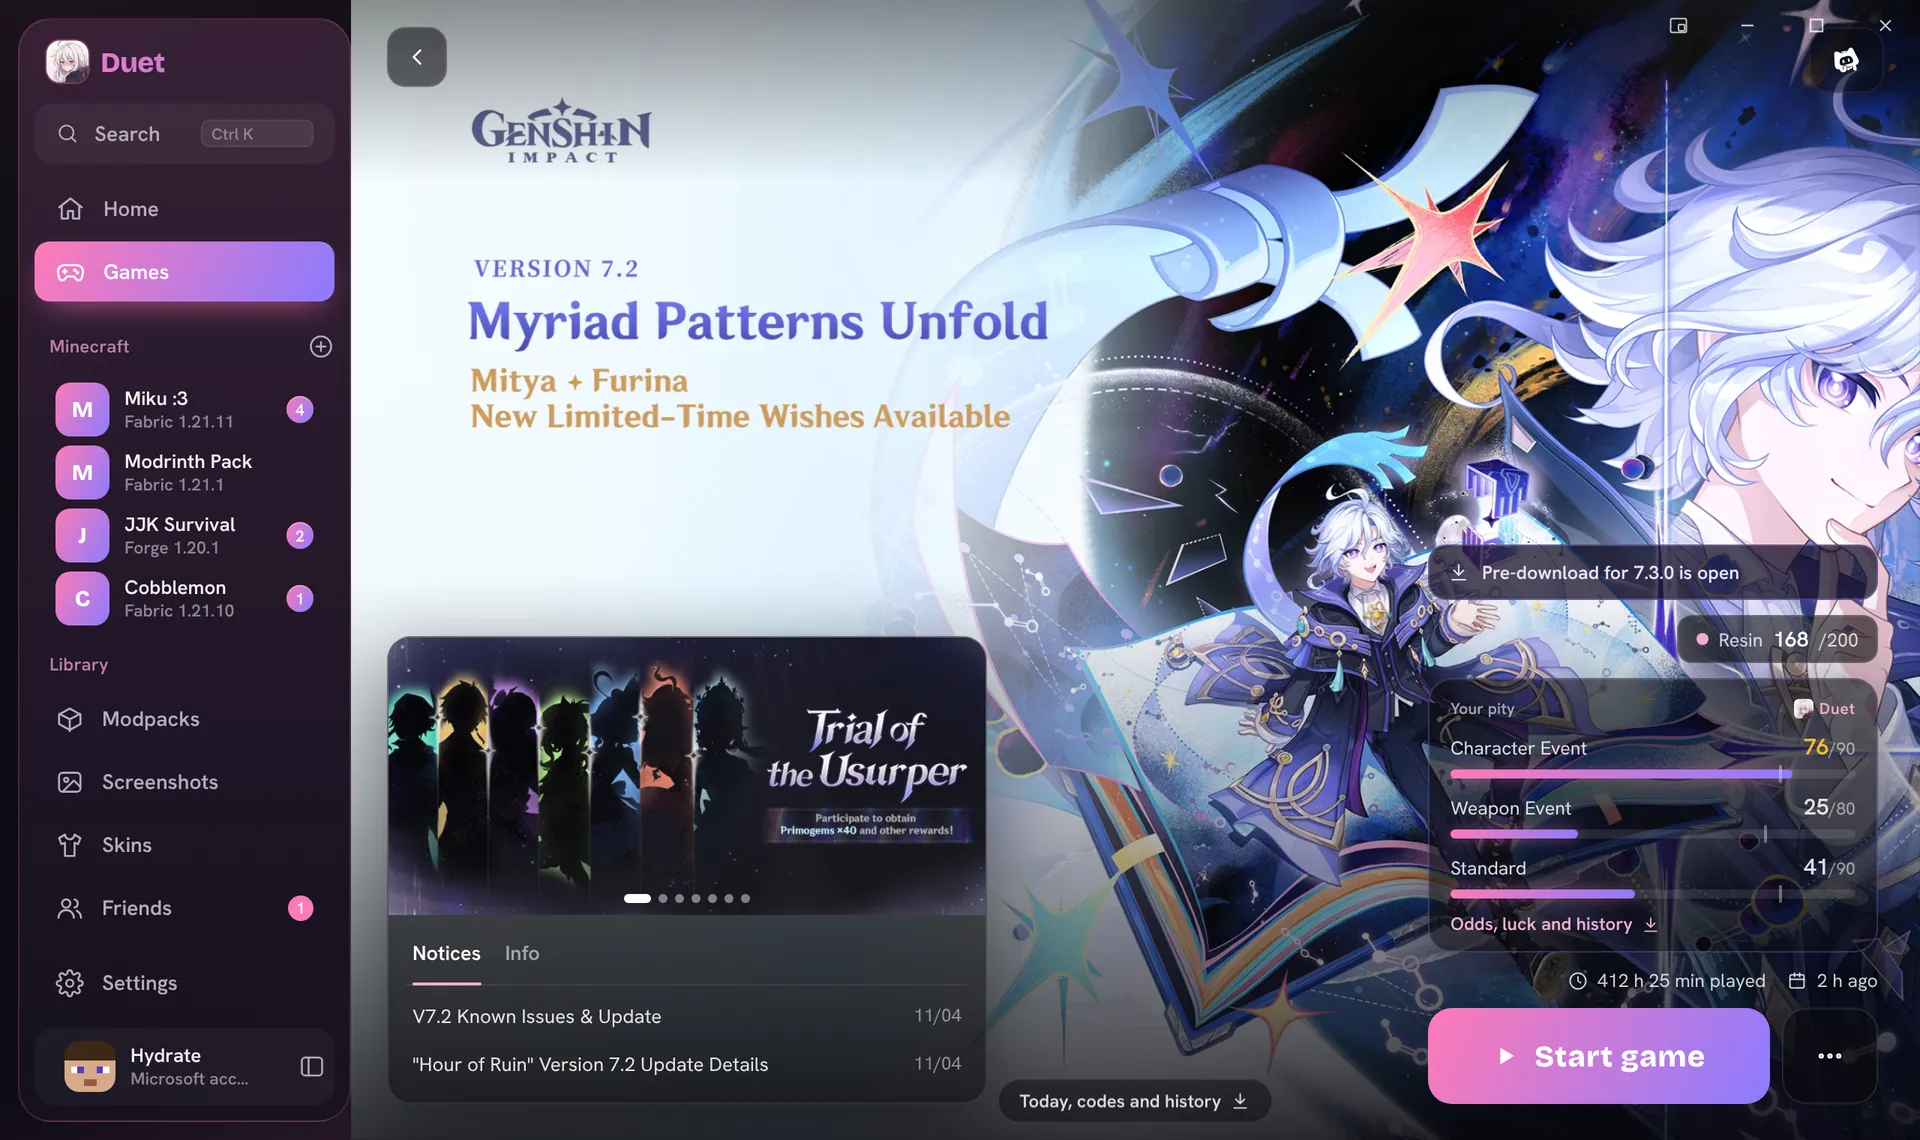 Duet
Search Ctrl K
Home
Games
Minecraft
M Miku :3
Fabric 1.21.11
4
M Modrinth Pack
Fabric 1.21.1
J JJK Survival
Forge 1.20.1
2
C Cobblemon
Fabric 1.21.10
1
Library
Modpacks
Screenshots
Skins
Friends 1
Settings
Hydrate
Microsoft acc...
GENSHIN
IMPACT
VERSION 7.2
Myriad Patterns Unfold
Mitya ✦ Furina
New Limited-Time Wishes Available
Trial of
the Usurper
Participate to obtain
Primogems ×40 and other rewards!
Notices Info
V7.2 Known Issues & Update 11/04
"Hour of Ruin" Version 7.2 Update Details 11/04
Today, codes and history
Pre-download for 7.3.0 is open
Resin 168 /200
Your pity Duet
Character Event 76/90
Weapon Event 25/80
Standard 41/90
Odds, luck and history
412 h 25 min played 2 h ago
Start game